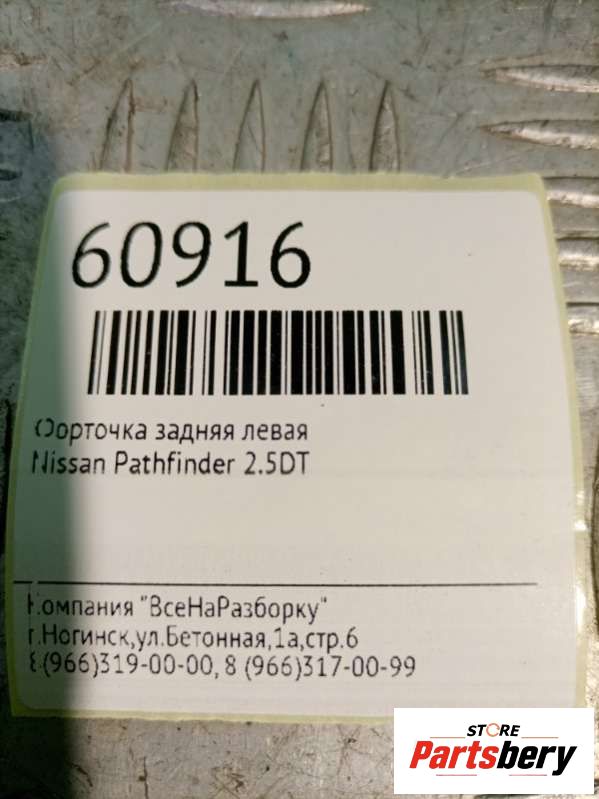 60916
Форточка задняя левая
Nissan Pathfinder 2.5DT
Компания "ВсеНаРазборку"
г.Ногинск,ул.Бетонная,1а,стр.6
8 (966)319-00-00, 8 (966)317-00-99
STORE
Partsbery